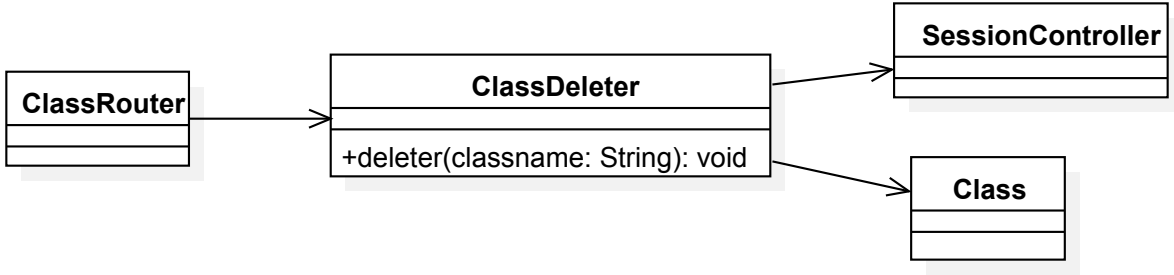 SessionController
ClassDeleter
ClassRouter
+deleter(classname: String): void
Class